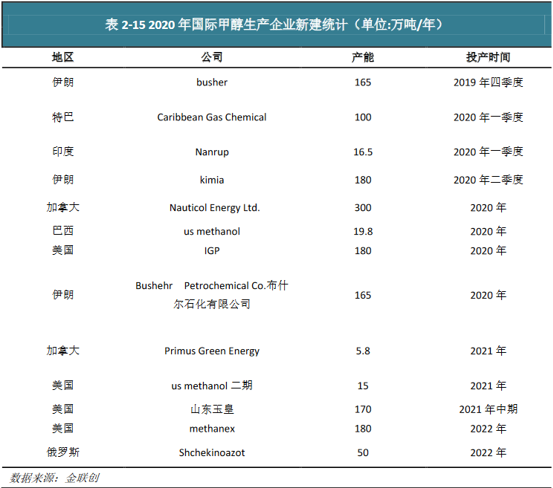 表 2-15 2020 年国际甲醇生产企业新建统计（单位:万吨/年）
地区 公司 产能 投产时间
伊朗 busher 165 2019 年四季度
特巴 Caribbean Gas Chemical 100 2020 年一季度
印度 Nanrup 16.5 2020 年一季度
伊朗 kimia 180 2020 年二季度
加拿大 Nauticol Energy Ltd. 300 2020 年
巴西 us methanol 19.8 2020 年
美国 IGP 180 2020 年
伊朗 Bushehr Petrochemical Co.布什 165 2020 年
尔石化有限公司
加拿大 Primus Green Energy 5.8 2021 年
美国 us methanol 二期 15 2021 年
美国 山东玉皇 170 2021 年中期
美国 methanex 180 2022 年
俄罗斯 Shchekinoazot 50 2022 年
数据来源：金联创